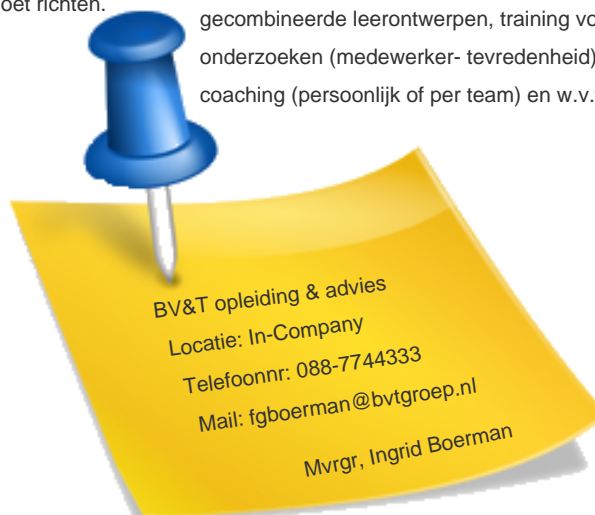 oet richten.
gecombineerde leerontwerpen, training vo
onderzoeken (medewerker- tevredenheid)
coaching (persoonlijk of per team) en w.v.
BV&T opleiding & advies
Locatie: In-Company
Telefoonnr: 088-7744333
Mail: fgboerman@bvtgroep.nl
Mvrgr, Ingrid Boerman